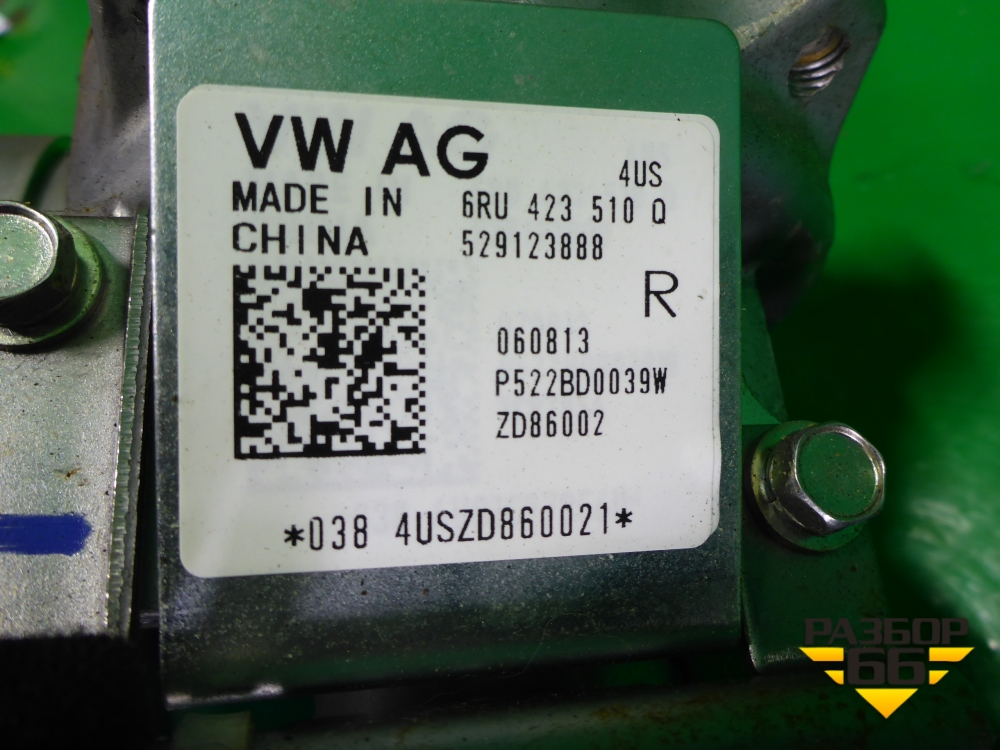 VW AG
4US
MADE IN 6RU 423 510 Q
CHINA 529123888
R
060813
P522BD0039W
ZD86002
*038 4USZD860021*
РАЗБОР
66